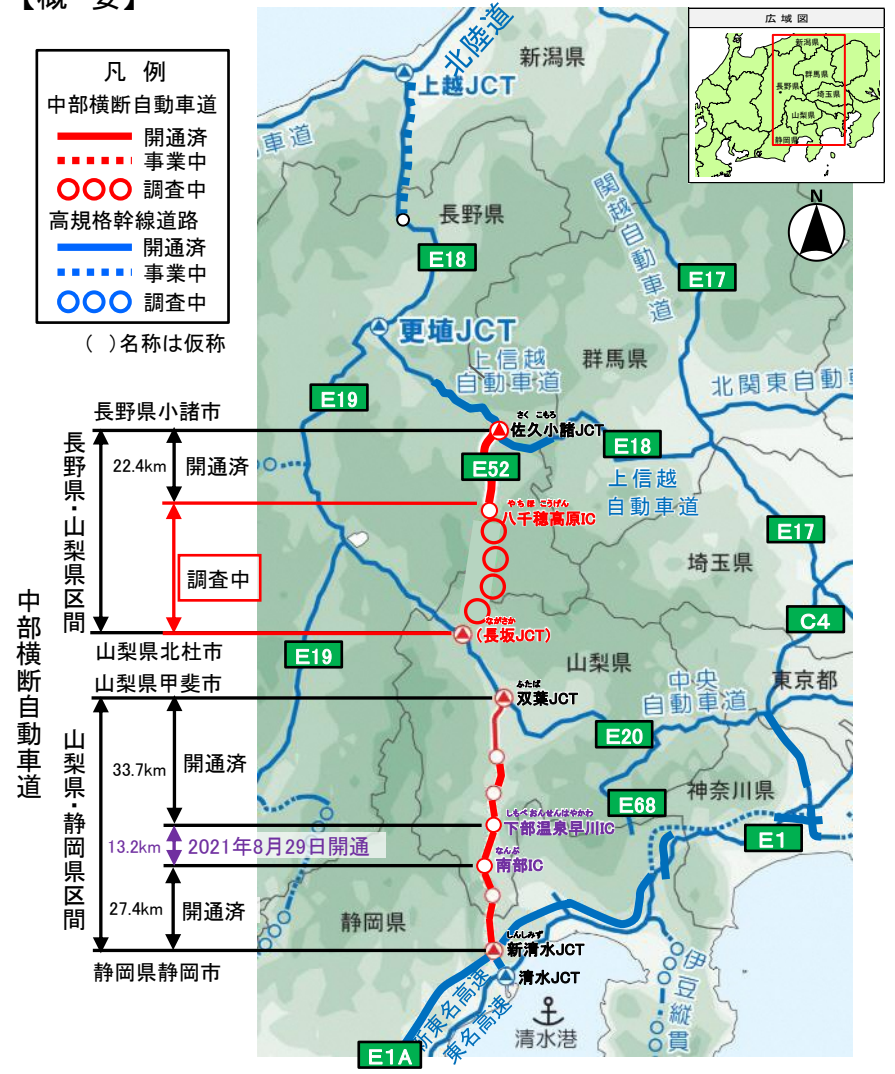 【概 要】
凡 例
中部横断自動車道
開通済
事業中
調査中
高規格幹線道路
開通済
事業中
調査中
( )名称は仮称
広 域 図
新潟県
群馬県
長野県
埼玉県
山梨県
静岡県
N
北陸道
新潟県
上越JCT
車道
関越自動車道
長野県
E18
E17
更埴JCT
上信越
自動車道
群馬県
北関東自動車
E19
さく こもろ
佐久小諸JCT
E18
E52
上信越
自動車道
やちほ こうげん
八千穂高原IC
E17
埼玉県
C4
ながさか
(長坂JCT)
E19
山梨県
ふたば
双葉JCT
中央
自動車道
東京都
E20
神奈川県
E68
E1
しもべおんせんはやかわ
下部温泉早川IC
なんぶ
南部IC
静岡県
しんしみず
新清水JCT
清水JCT
新東名高速
東名高速
清水港
伊豆縦貫
E1A
中部横断自動車道
長野県小諸市
長野県・山梨県区間
22.4km
開通済
調査中
山梨県北杜市
山梨県甲斐市
山梨県・静岡県区間
33.7km
開通済
13.2km
2021年8月29日開通
27.4km
開通済
静岡県静岡市